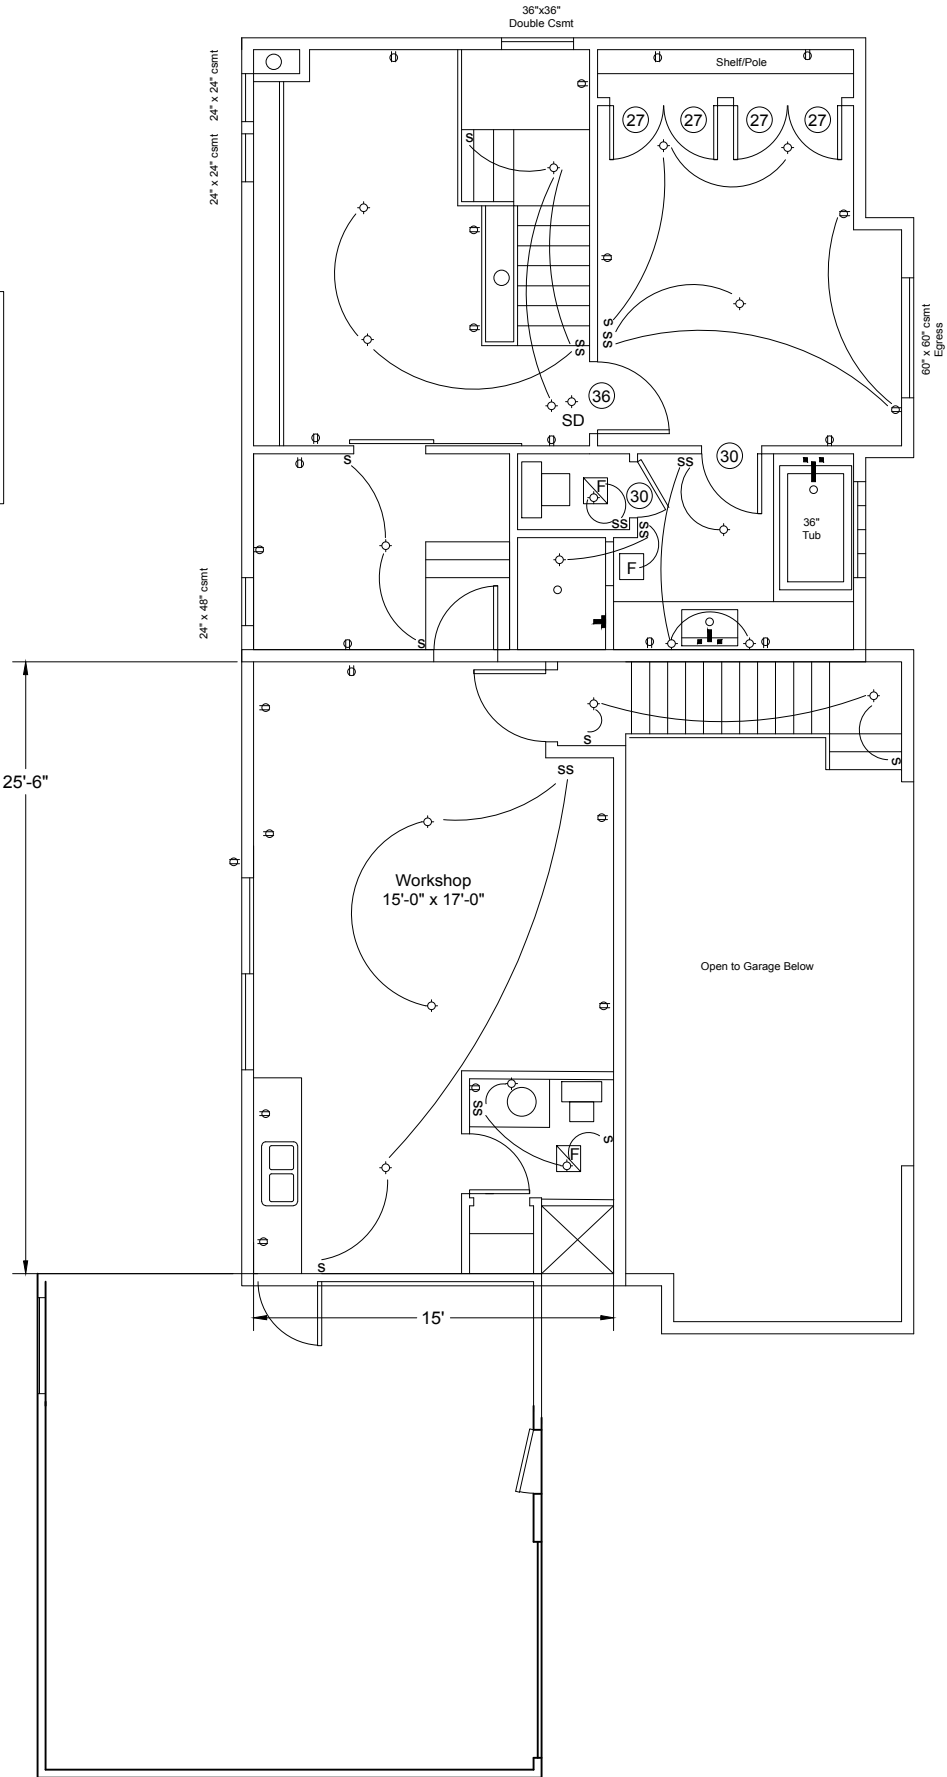 36"x36"
Double Csmt
24" x 24" csmt
24" x 24" csmt
Shelf/Pole
27
27
27
27
S
S
SS
SS
60" x 60" csmt
Egress
36
SD
30
S
SS
F
30
SS
SS
F
36"
Tub
24" x 48" csmt
S
S
S
25'-6"
SS
Workshop
15'-0" x 17'-0"
Open to Garage Below
SS
S
F
S
15'